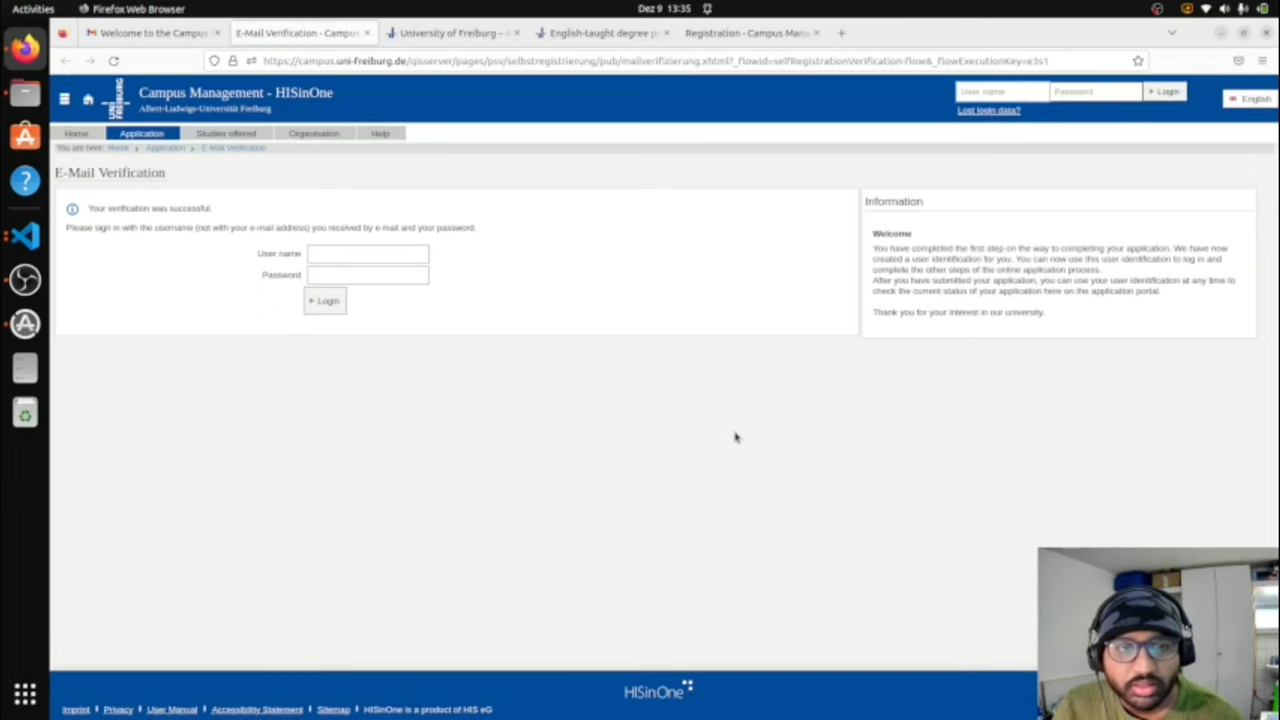 Activities
Firefox Web Browser
Dez 9 13:35
Welcome to the Campus
E-Mail Verification - Campus
University of Freiburg – A
English-taught degree p
Registration - Campus Mana
https://campus.uni-freiburg.de/qisserver/pages/psv/selbstregistrierung/pub/mailverifizierung.xhtml?_flowId=selfRegistrationVerification-flow&_flowExecutionKey=e3s1
UNI FREIBURG
Campus Management - HISinOne
Albert-Ludwigs-Universität Freiburg
User name
Password
Login
English
Lost login data?
Home
Application
Studies offered
Organisation
Help
You are here: Home Application E-Mail Verification
E-Mail Verification
Your verification was successful.
Please sign in with the username (not with your e-mail address) you received by e-mail and your password.
User name
Password
Login
Information
Welcome
You have completed the first step on the way to completing your application. We have now
created a user identification for you. You can now use this user identification to log in and
complete the other steps of the online application process.
After you have submitted your application, you can use your user identification at any time to
check the current status of your application here on the application portal.
Thank you for your interest in our university.
HISinOne
Imprint
Privacy
User Manual
Accessibility Statement
Sitemap
HISinOne is a product of HIS eG